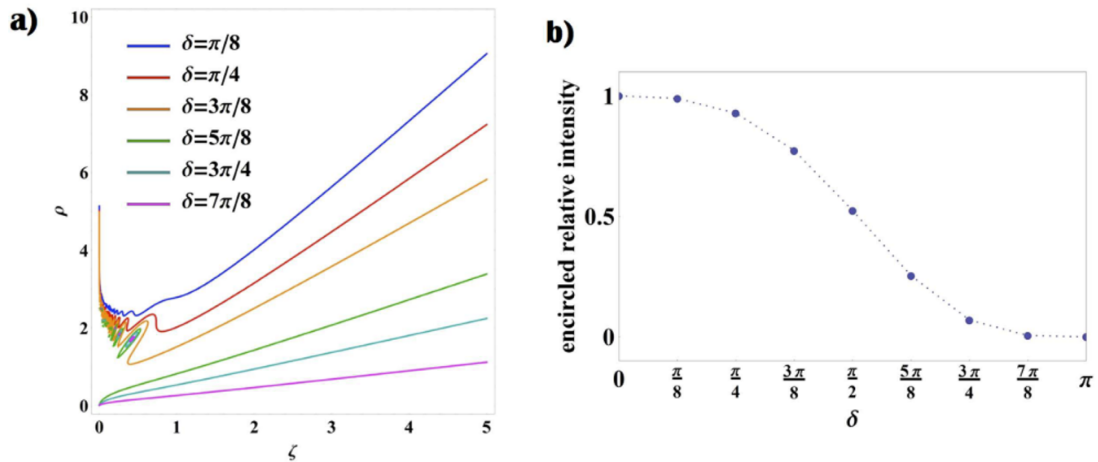 a)
10
8
6
4
2
0
ρ
δ=π/8
δ=π/4
δ=3π/8
δ=5π/8
δ=3π/4
δ=7π/8
0 1 2 3 4 5
ζ
b)
encircled relative intensity
1
0.5
0
0 π/8 π/4 3π/8 π/2 5π/8 3π/4 7π/8 π
δ